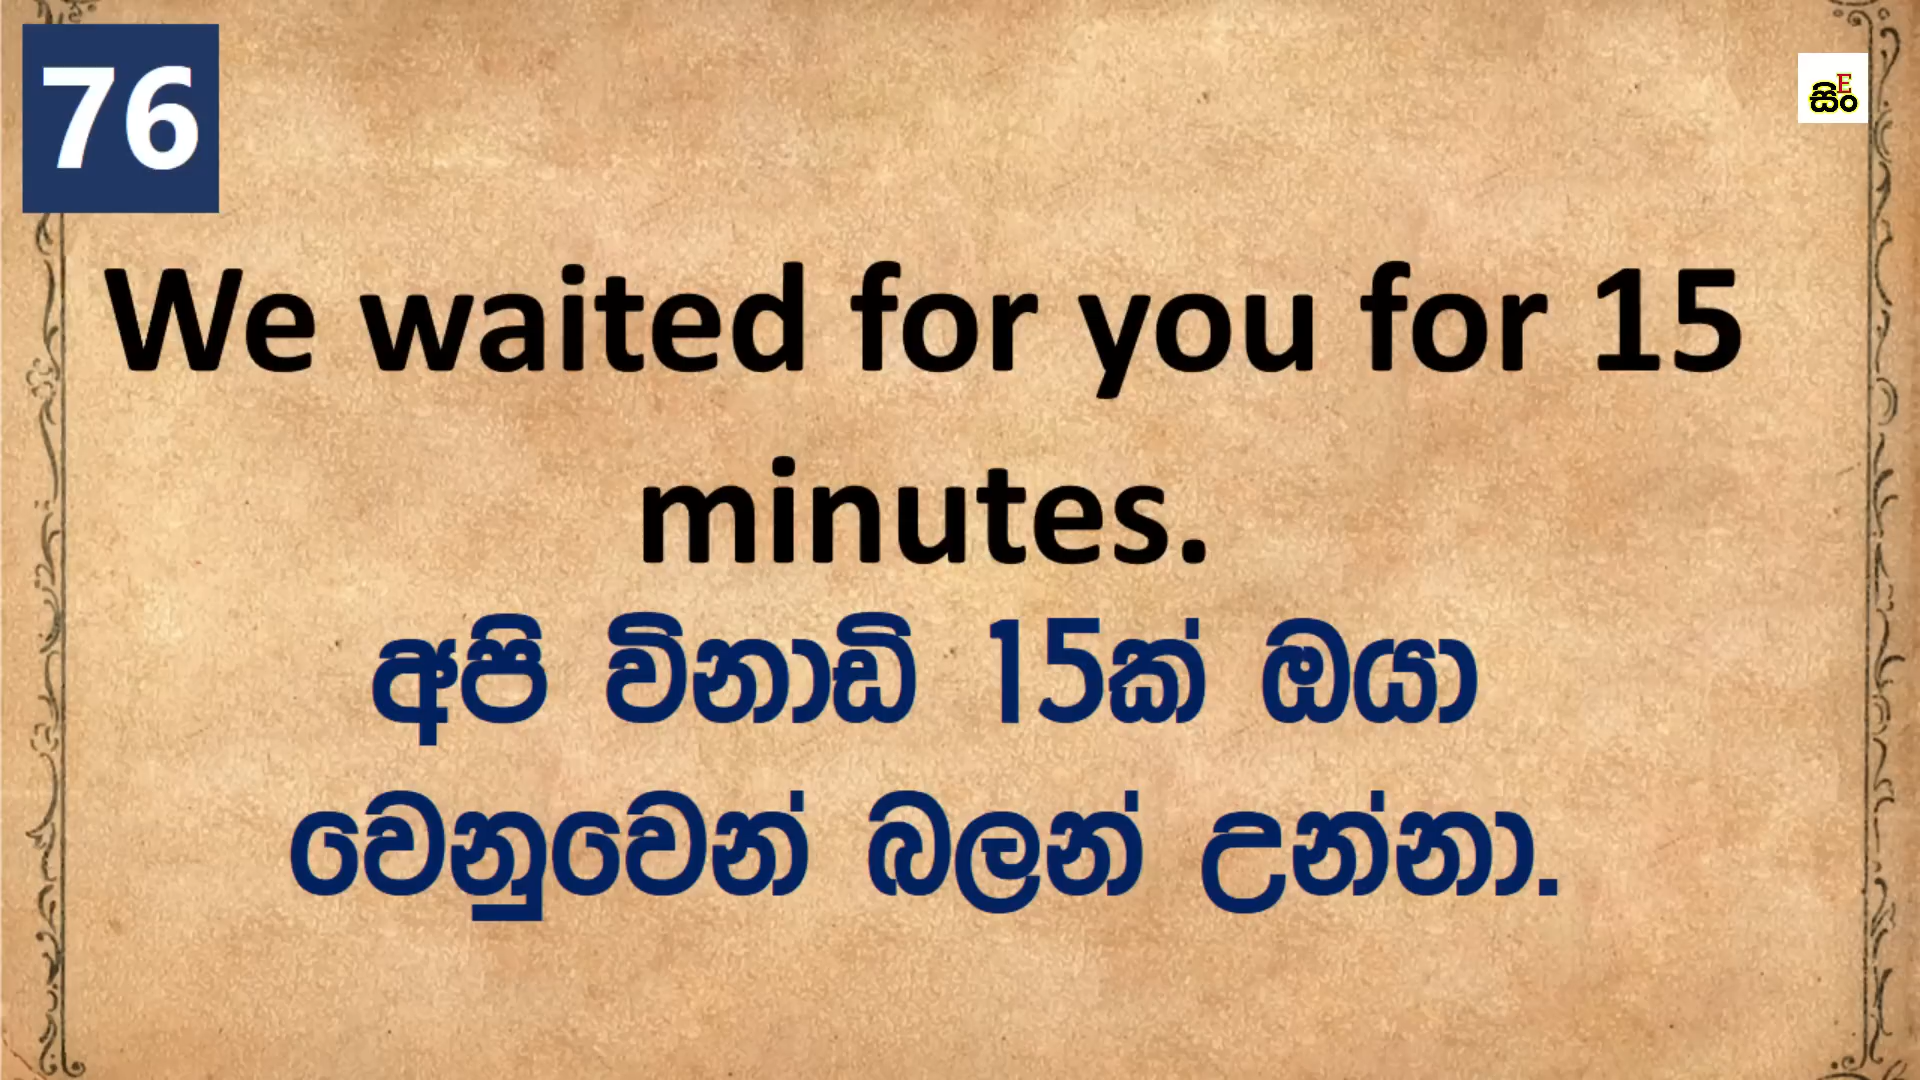 76
E
සිං
We waited for you for 15
minutes.
අපි විනාඩි 15ක් ඔයා
වෙනුවෙන් බලන් උන්නා.